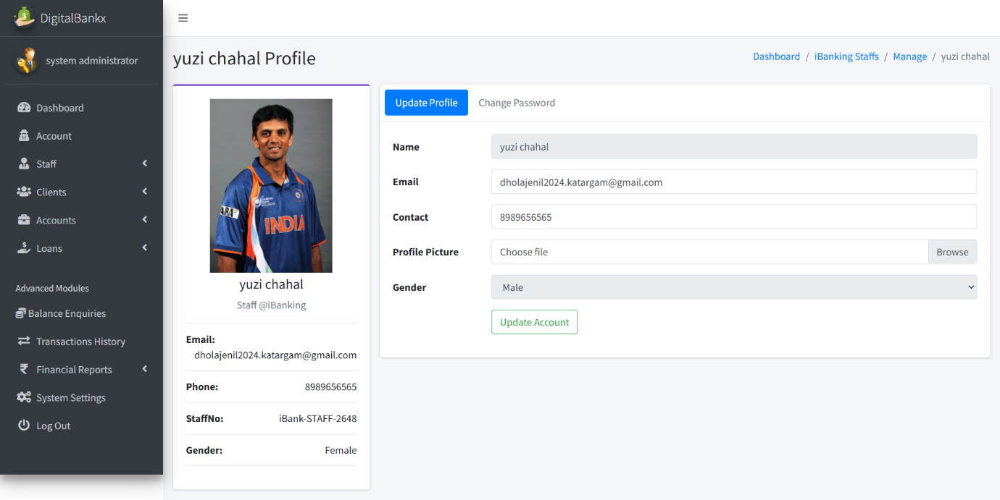 DigitalBankx
system administrator
Dashboard
Account
Staff
Clients
Accounts
Loans
Advanced Modules
Balance Enquiries
Transactions History
Financial Reports
System Settings
Log Out
yuzi chahal Profile
Dashboard / iBanking Staffs / Manage / yuzi chahal
INDIA
yuzi chahal
Staff @iBanking
Email:
dholajenil2024.katargam@gmail.com
Phone: 8989656565
StaffNo: iBank-STAFF-2648
Gender: Female
Update Profile Change Password
Name yuzi chahal
Email dholajenil2024.katargam@gmail.com
Contact 8989656565
Profile Picture Choose file Browse
Gender Male
Update Account